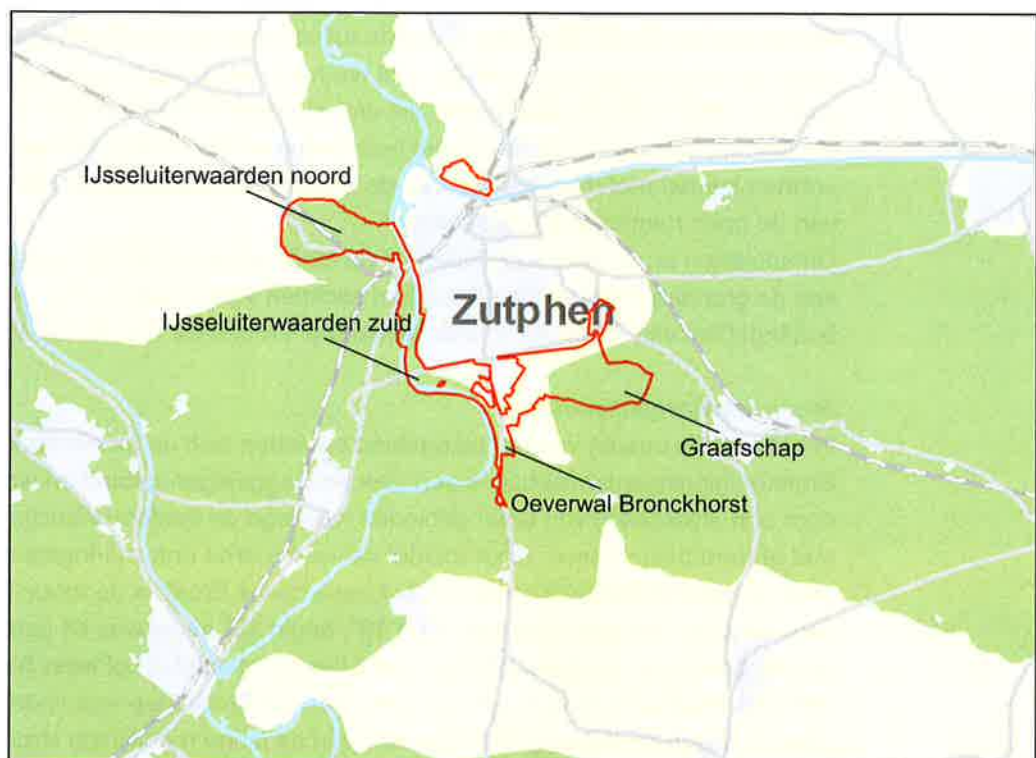 IJsseluiterwaarden noord
Zutphen
IJsseluiterwaarden zuid
Graafschap
Oeverwal Bronckhorst